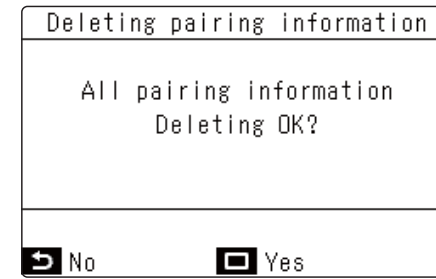 Deleting pairing information
All pairing information
Deleting OK?
No Yes